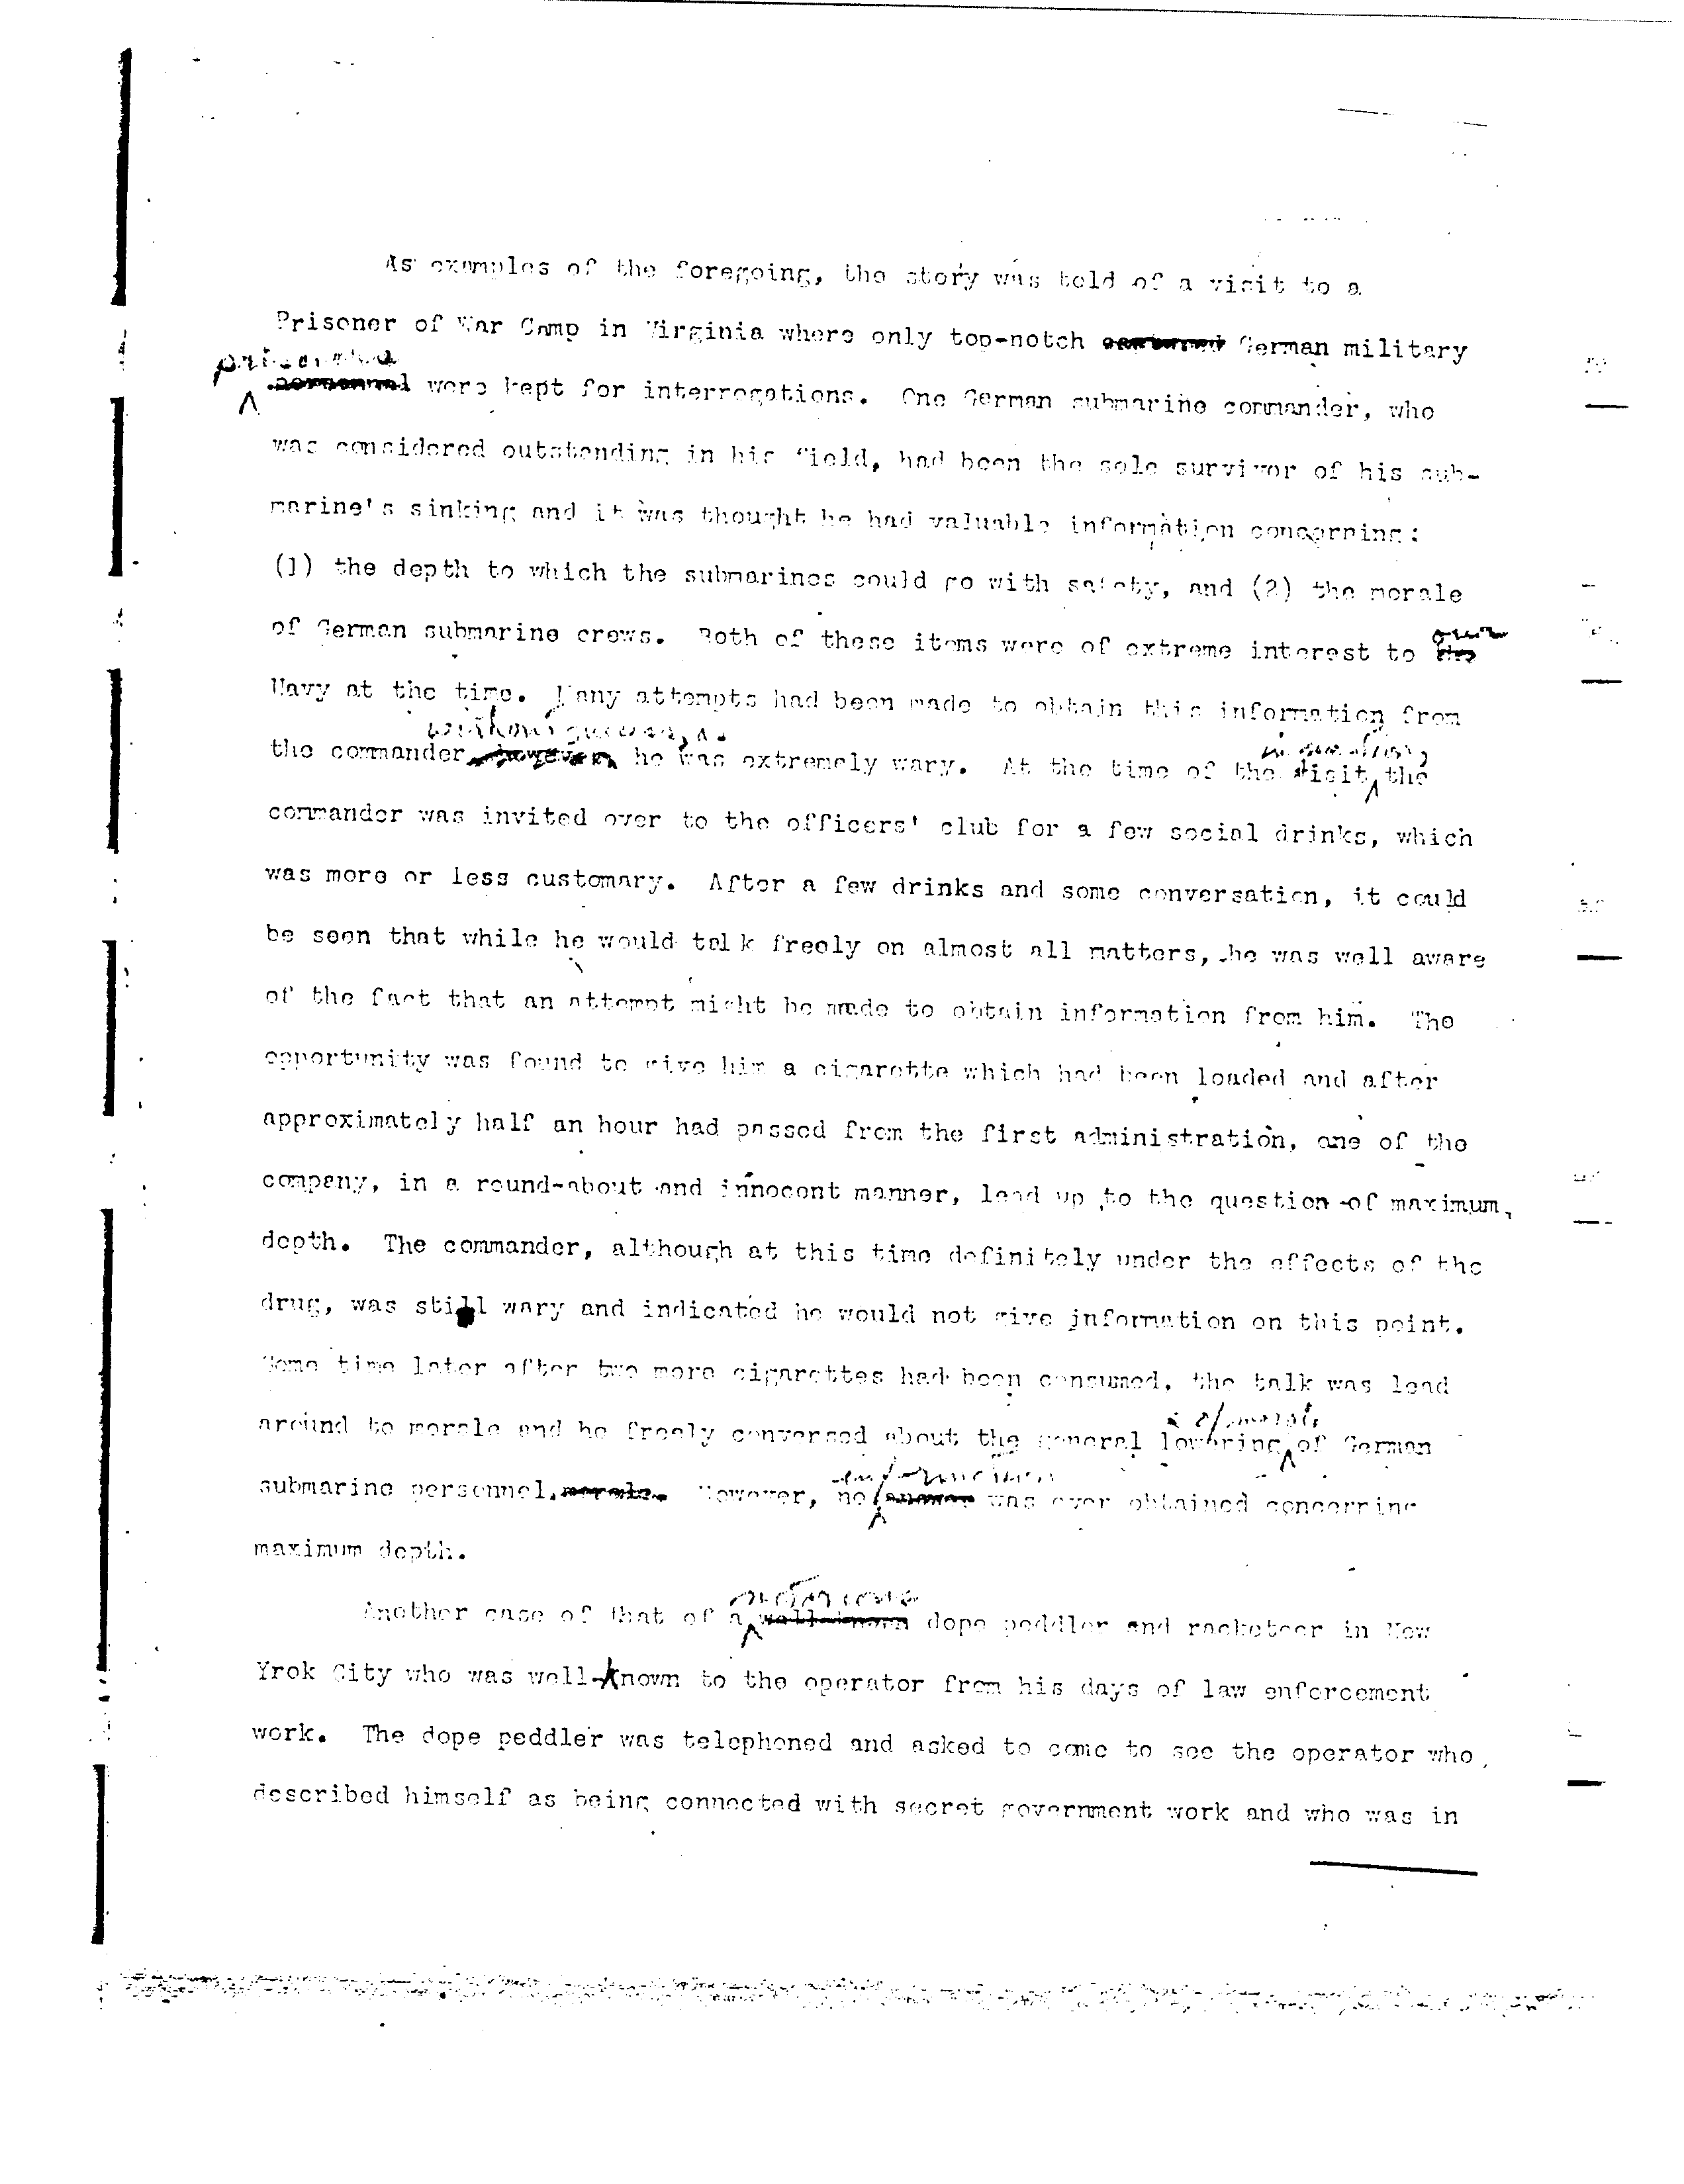 As examples of the foregoing, the story was told of a visit to a
Prisoner of War Camp in Virginia where only top-notch captured German military
prisoners
personnel were kept for interrogations. One German submarine commander, who
was considered outstanding in his field, had been the sole survivor of his sub-
marine's sinking and it was thought he had valuable information concerning:
(1) the depth to which the submarines could go with safety, and (2) the morale
our
of German submarine crews. Both of these items were of extreme interest to the
Navy at the time. Many attempts had been made to obtain this information from
without success,
in question,
the commander however, he was extremely wary. At the time of the visit the
commander was invited over to the officers' club for a few social drinks, which
was more or less customary. After a few drinks and some conversation, it could
be seen that while he would talk freely on almost all matters, he was well aware
of the fact that an attempt might be made to obtain information from him. The
opportunity was found to give him a cigarette which had been loaded and after
approximately half an hour had passed from the first administration, one of the
company, in a round-about and innocent manner, lead up to the question of maximum
depth. The commander, although at this time definitely under the effects of the
drug, was still wary and indicated he would not give information on this point.
Some time later after two more cigarettes had been consumed, the talk was lead
of morale
around to morale and he freely conversed about the general lowering of German
information
submarine personnel. morale. However, no answer was ever obtained concerning
maximum depth.
notorious
Another case of that of a well-known dope peddler and racketeer in New
Yrok City who was well-known to the operator from his days of law enforcement
work. The dope peddler was telephoned and asked to come to see the operator who
described himself as being connected with secret government work and who was in